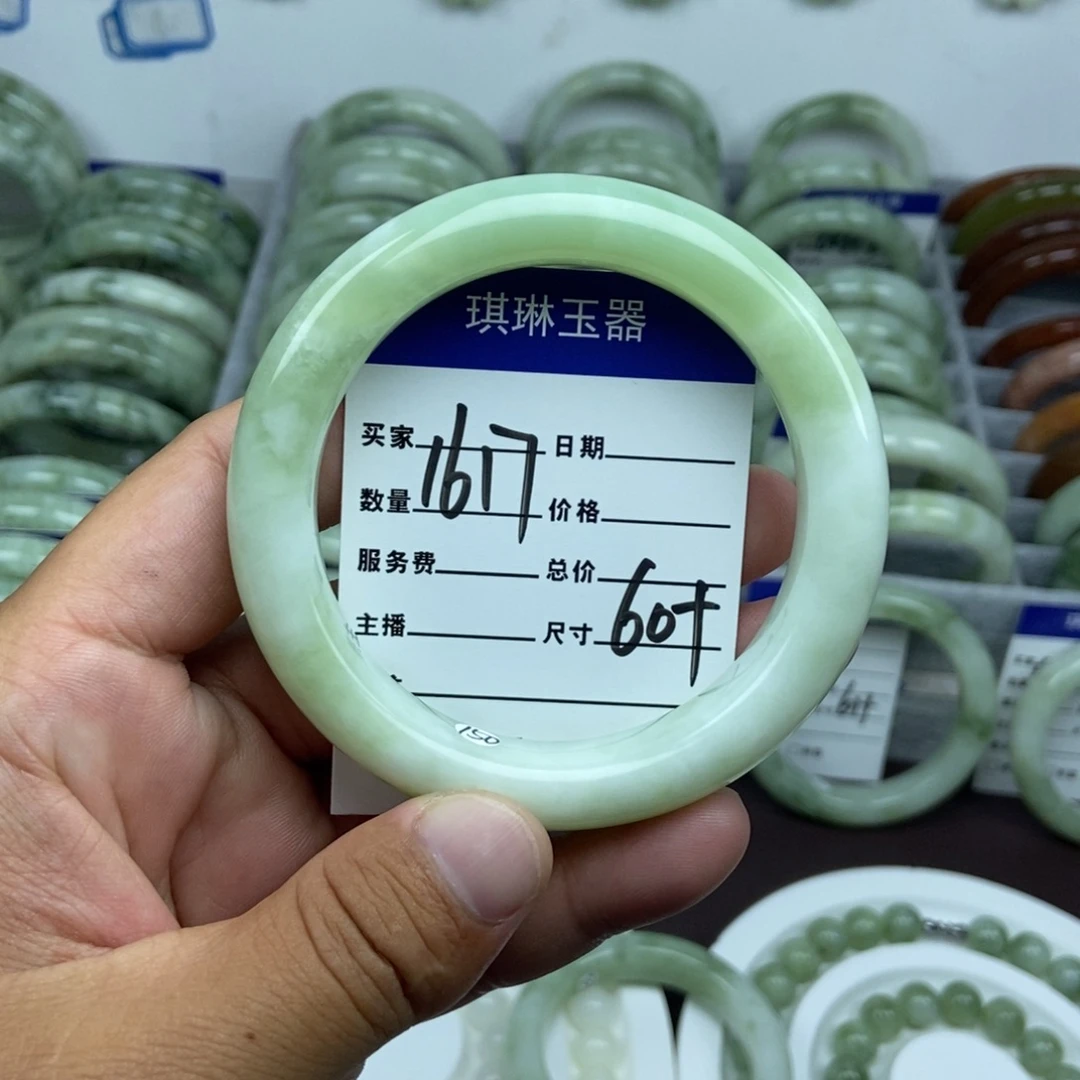 琪琳玉器
买家 1617 日期
数量 价格
服务费 总价
主播 尺寸 60+
150